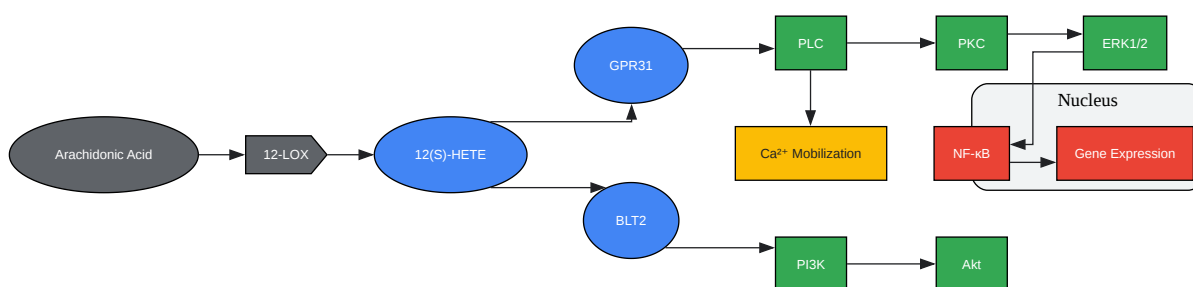 PLC
PKC
ERK1/2
GPR31
Nucleus
Arachidonic Acid
12-LOX
12(S)-HETE
Ca²⁺ Mobilization
NF-κB
Gene Expression
BLT2
PI3K
Akt